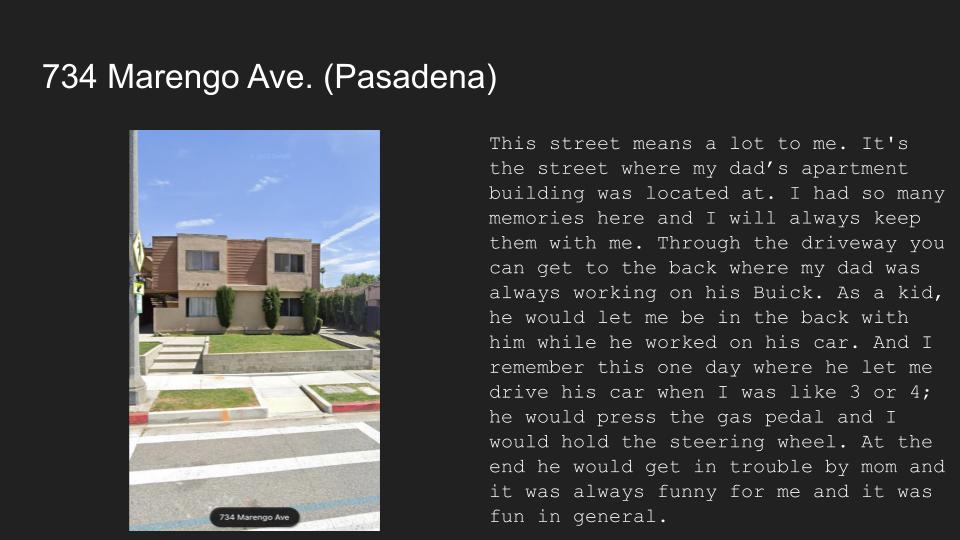 734 Marengo Ave. (Pasadena)
This street means a lot to me. It's
the street where my dad’s apartment
building was located at. I had so many
memories here and I will always keep
them with me. Through the driveway you
can get to the back where my dad was
always working on his Buick. As a kid,
he would let me be in the back with
him while he worked on his car. And I
remember this one day where he let me
drive his car when I was like 3 or 4;
he would press the gas pedal and I
would hold the steering wheel. At the
end he would get in trouble by mom and
it was always funny for me and it was
fun in general.
734 Marengo Ave